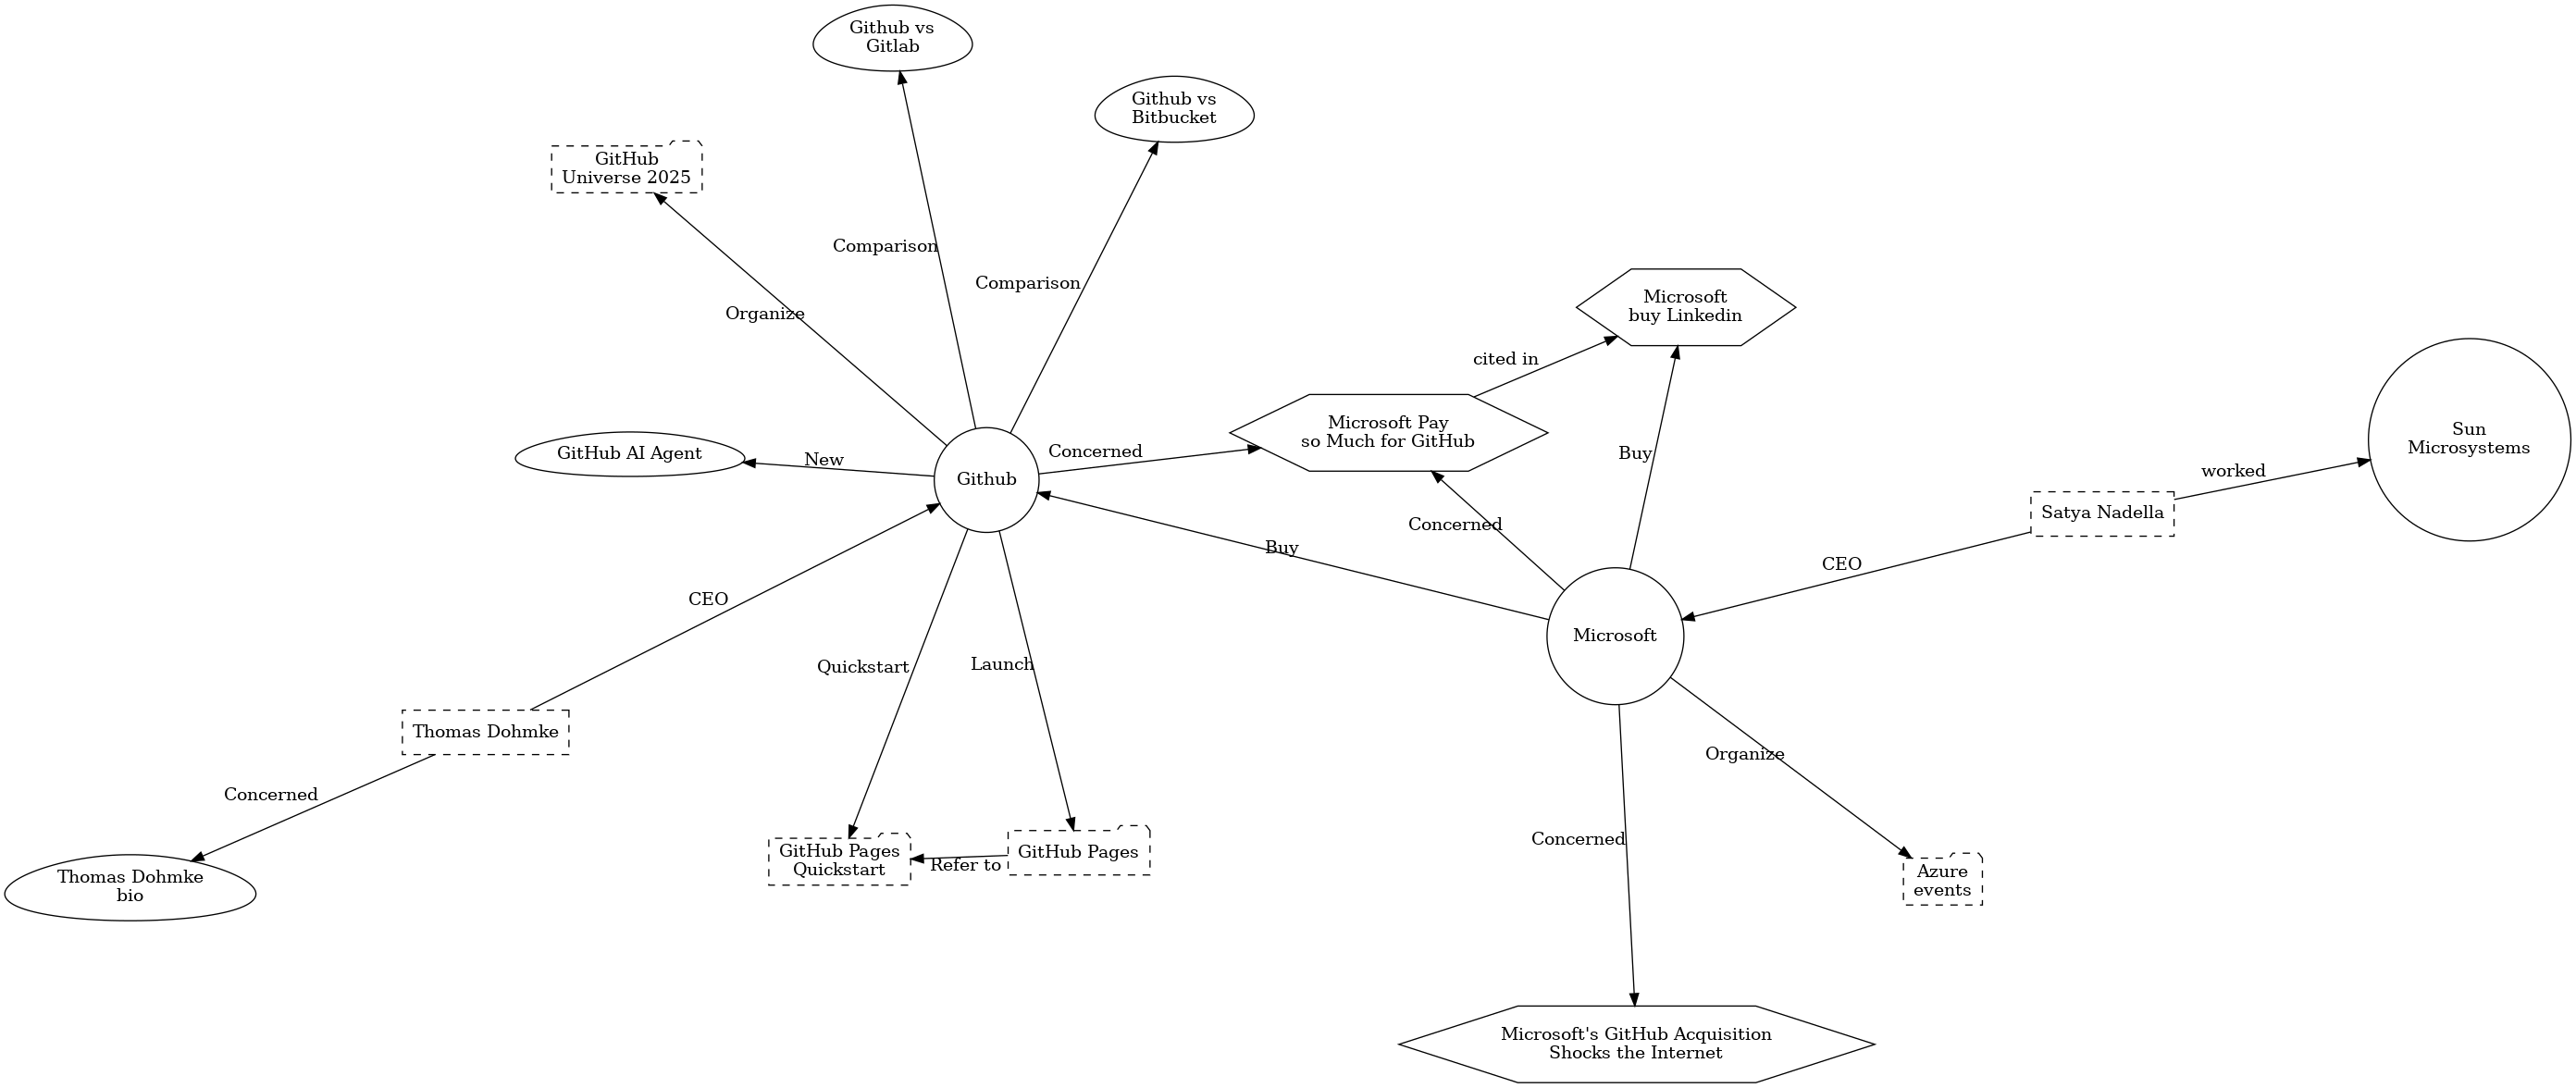 Github vs
Gitlab
Github vs
Bitbucket
GitHub
Universe 2025
Comparison
Comparison
Organize
Microsoft
buy Linkedin
cited in
Microsoft Pay
so Much for GitHub
Sun
Microsystems
GitHub AI Agent
New
Github
Concerned
Buy
worked
Satya Nadella
Concerned
Buy
CEO
CEO
Microsoft
Quickstart
Launch
Thomas Dohmke
Organize
Concerned
Concerned
GitHub Pages
Quickstart
Refer to
GitHub Pages
Thomas Dohmke
bio
Azure
events
Microsoft's GitHub Acquisition
Shocks the Internet